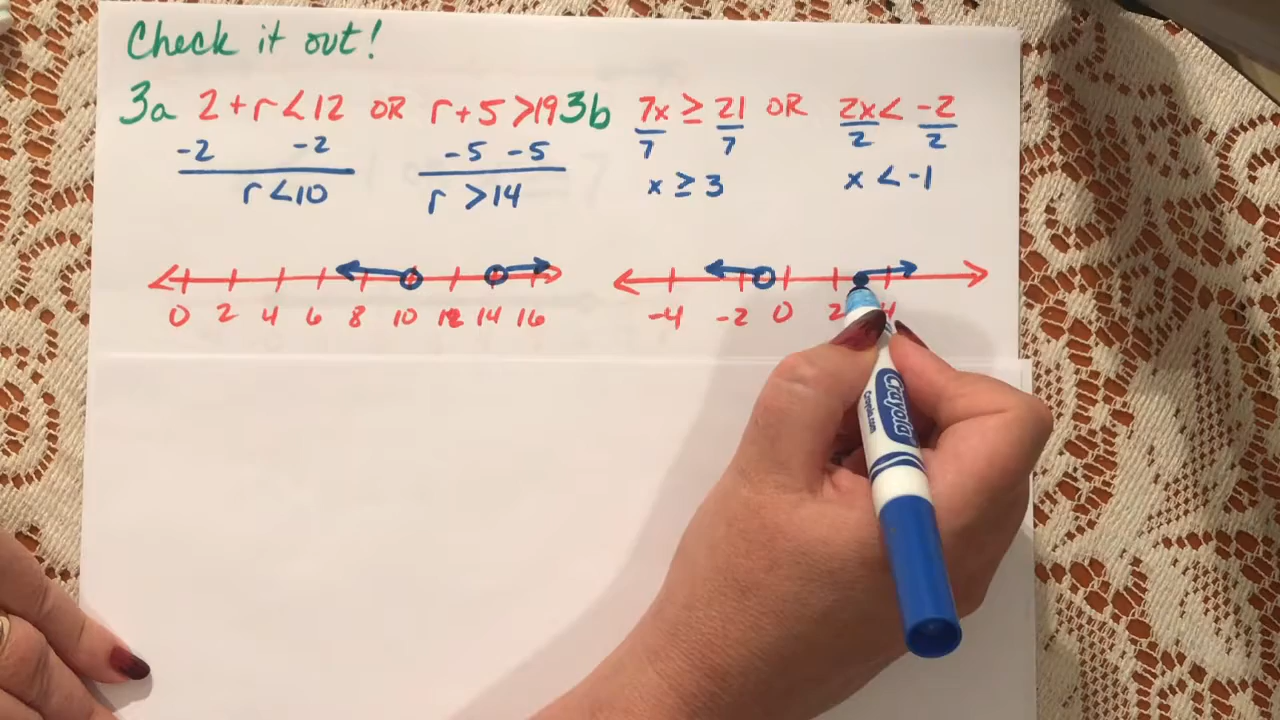 Check it out!
3a 2 + r < 12 OR r + 5 > 19 3b 7x ≥ 21 OR 2x < -2
-2 -2 -5 -5 7 7 2 2
r < 10 r > 14 x ≥ 3 x < -1
0 2 4 6 8 10 12 14 16 -4 -2 0 2 4
Crayola
Crayola.com